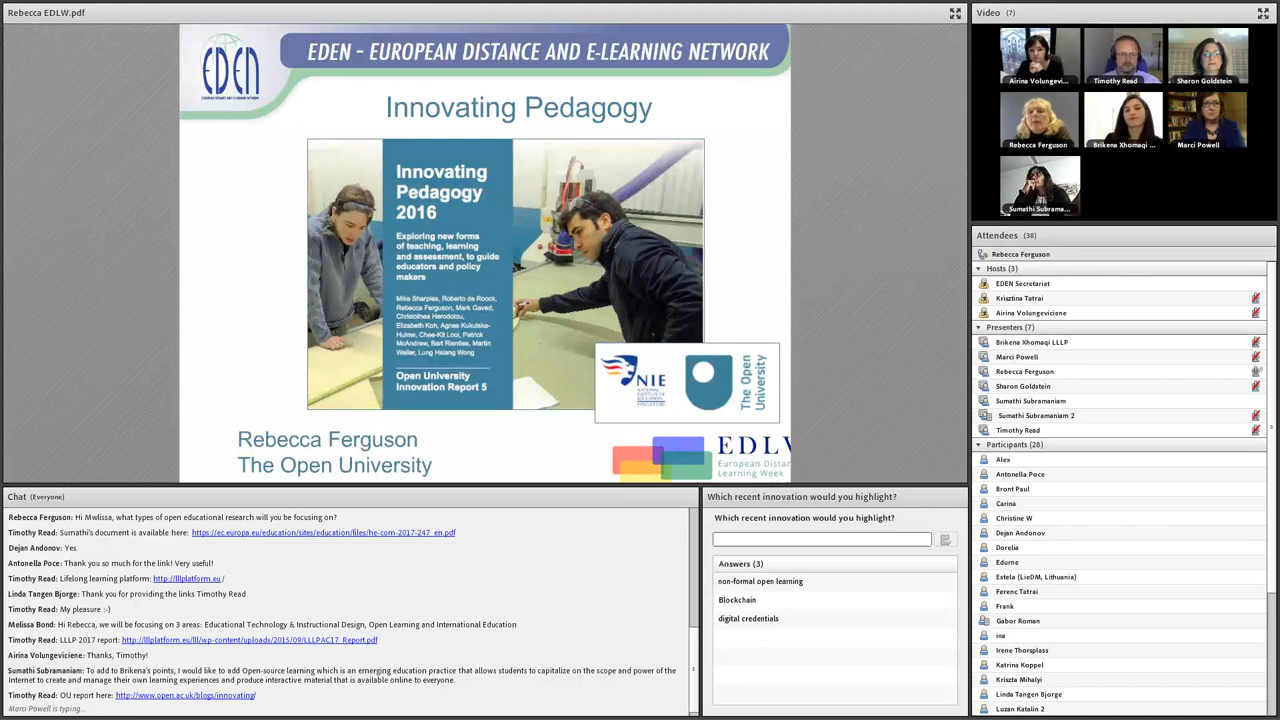 Rebecca EDLW.pdf
EDEN
EUROPEAN DISTANCE AND E-LEARNING NETWORK
EDEN - EUROPEAN DISTANCE AND E-LEARNING NETWORK
Innovating Pedagogy
Innovating
Pedagogy
2016
Exploring new forms
of teaching, learning
and assessment, to guide
educators and policy
makers
Mike Sharples, Roberto de Roock,
Rebecca Ferguson, Mark Gaved,
Christothea Herodotou,
Elizabeth Koh, Agnes Kukulska-
Hulme, Chee-Kit Looi, Patrick
McAndrew, Bart Rienties, Martin
Weller, Lung Hsiang Wong
Open University
Innovation Report 5
NIE
NATIONAL
INSTITUTE OF
EDUCATION
The Open
University
Rebecca Ferguson
The Open University
EDLW
European Distan
Learning Week
Video (7)
Airina Volungevi...
Timothy Read
Sharon Goldstein
Rebecca Ferguson
Brikena Xhomaqi ...
Marci Powell
Sumathi Subrama...
Attendees (38)
Rebecca Ferguson
Hosts (3)
EDEN Secretariat
Krisztina Tatrai
Airina Volungeviciene
Presenters (7)
Brikena Xhomaqi LLLP
Marci Powell
Rebecca Ferguson
Sharon Goldstein
Sumathi Subramaniam
Sumathi Subramaniam 2
Timothy Read
Participants (28)
Alex
Antonella Poce
Bront Paul
Carina
Christine W
Dejan Andonov
Dorelia
Edurne
Estela (LieDM, Lithuania)
Ferenc Tatrai
Frank
Gabor Roman
ina
Irene Thorsplass
Katrina Koppel
Kriszta Mihalyi
Linda Tangen Bjorge
Luzan Katalin 2
Chat (Everyone)
Rebecca Ferguson: Hi Mwlissa, what types of open educational research will you be focusing on?
Timothy Read: Sumathi's document is available here: https://ec.europa.eu/education/sites/education/files/he-com-2017-247_en.pdf
Dejan Andonov: Yes
Antonella Poce: Thank you so much for the link! Very useful!
Timothy Read: Lifelong learning platform: http://lllplatform.eu/
Linda Tangen Bjorge: Thank you for providing the links Timothy Read
Timothy Read: My pleasure :-)
Melissa Bond: Hi Rebecca, we will be focusing on 3 areas: Educational Technology & Instructional Design, Open Learning and International Education
Timothy Read: LLLP 2017 report: http://lllplatform.eu/lll/wp-content/uploads/2015/09/LLLPAC17_Report.pdf
Airina Volungeviciene: Thanks, Timothy!
Sumathi Subramaniam: To add to Brikena's points, I would like to add Open-source learning which is an emerging education practice that allows students to capitalize on the scope and power of the
Internet to create and manage their own learning experiences and produce interactive material that is available online to everyone.
Timothy Read: OU report here: http://www.open.ac.uk/blogs/innovating/
Marci Powell is typing...
Which recent innovation would you highlight?
Which recent innovation would you highlight?
Answers (3)
non-formal open learning
Blockchain
digital credentials